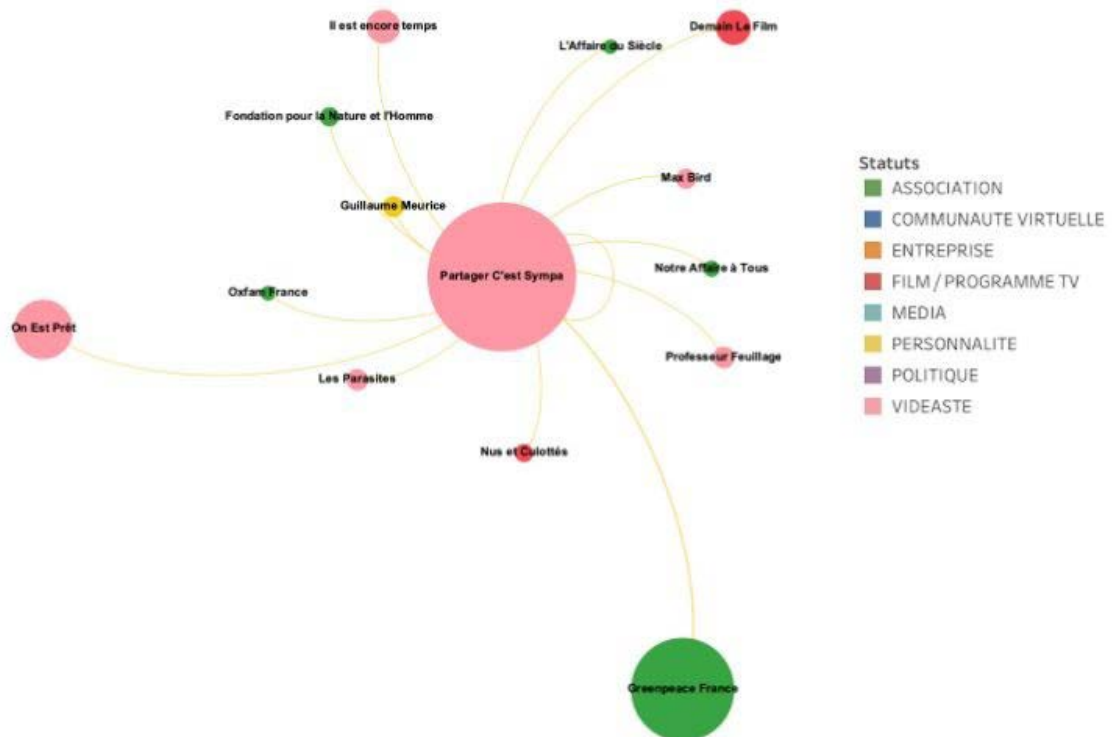 Il est encore temps
Demain Le Film
L'Affaire du Siècle
Fondation pour la Nature et l'Homme
Max Bird
Guillaume Meurice
Partager C'est Sympa
Notre Affaire à Tous
Oxfam France
On Est Prêt
Professeur Feuillage
Les Parasites
Nus et Culottés
Greenpeace France
Statuts
ASSOCIATION
COMMUNAUTE VIRTUELLE
ENTREPRISE
FILM / PROGRAMME TV
MEDIA
PERSONNALITE
POLITIQUE
VIDEASTE